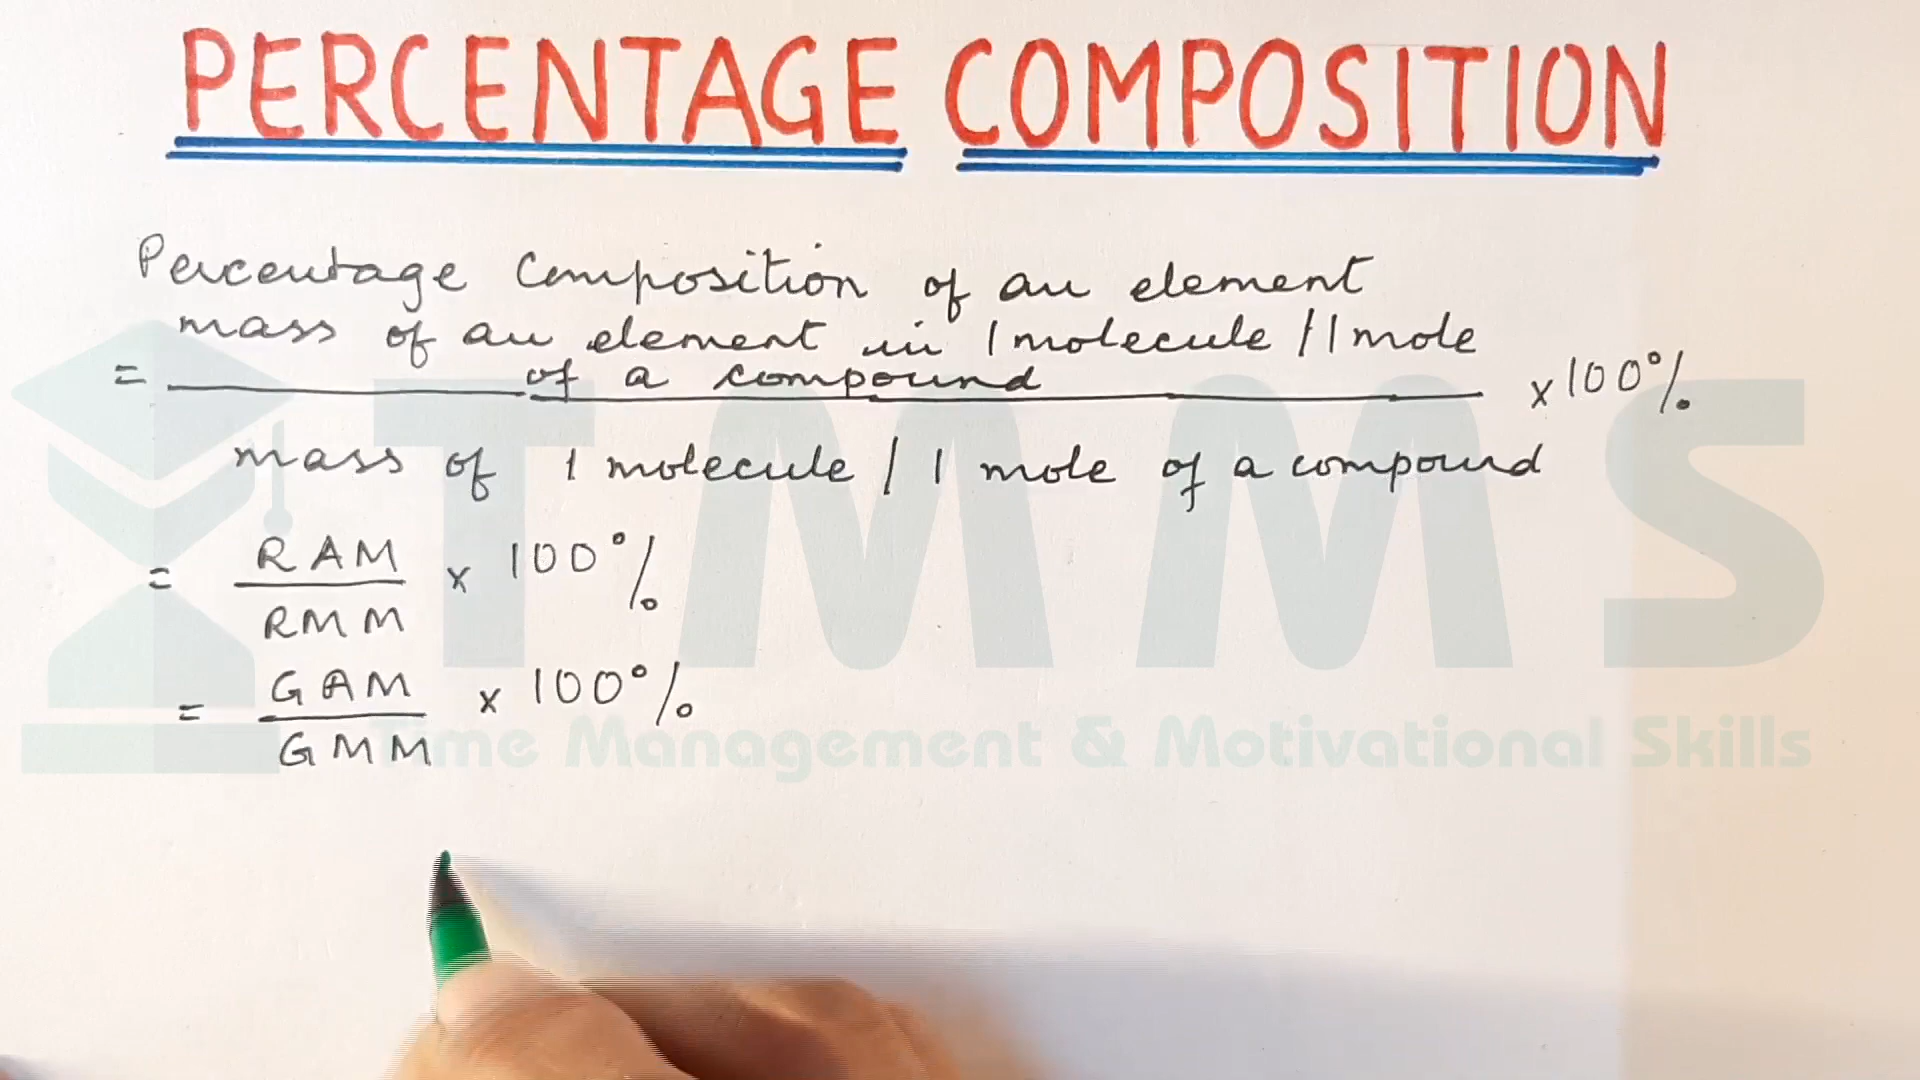 PERCENTAGE COMPOSITION
Percentage Composition of an element
mass of an element in 1 molecule / 1 mole
of a compound
= × 100%
mass of 1 molecule / 1 mole of a compound
= RAM × 100%
RMM
= GAM × 100%
GMM
TMMS
Time Management & Motivational Skills